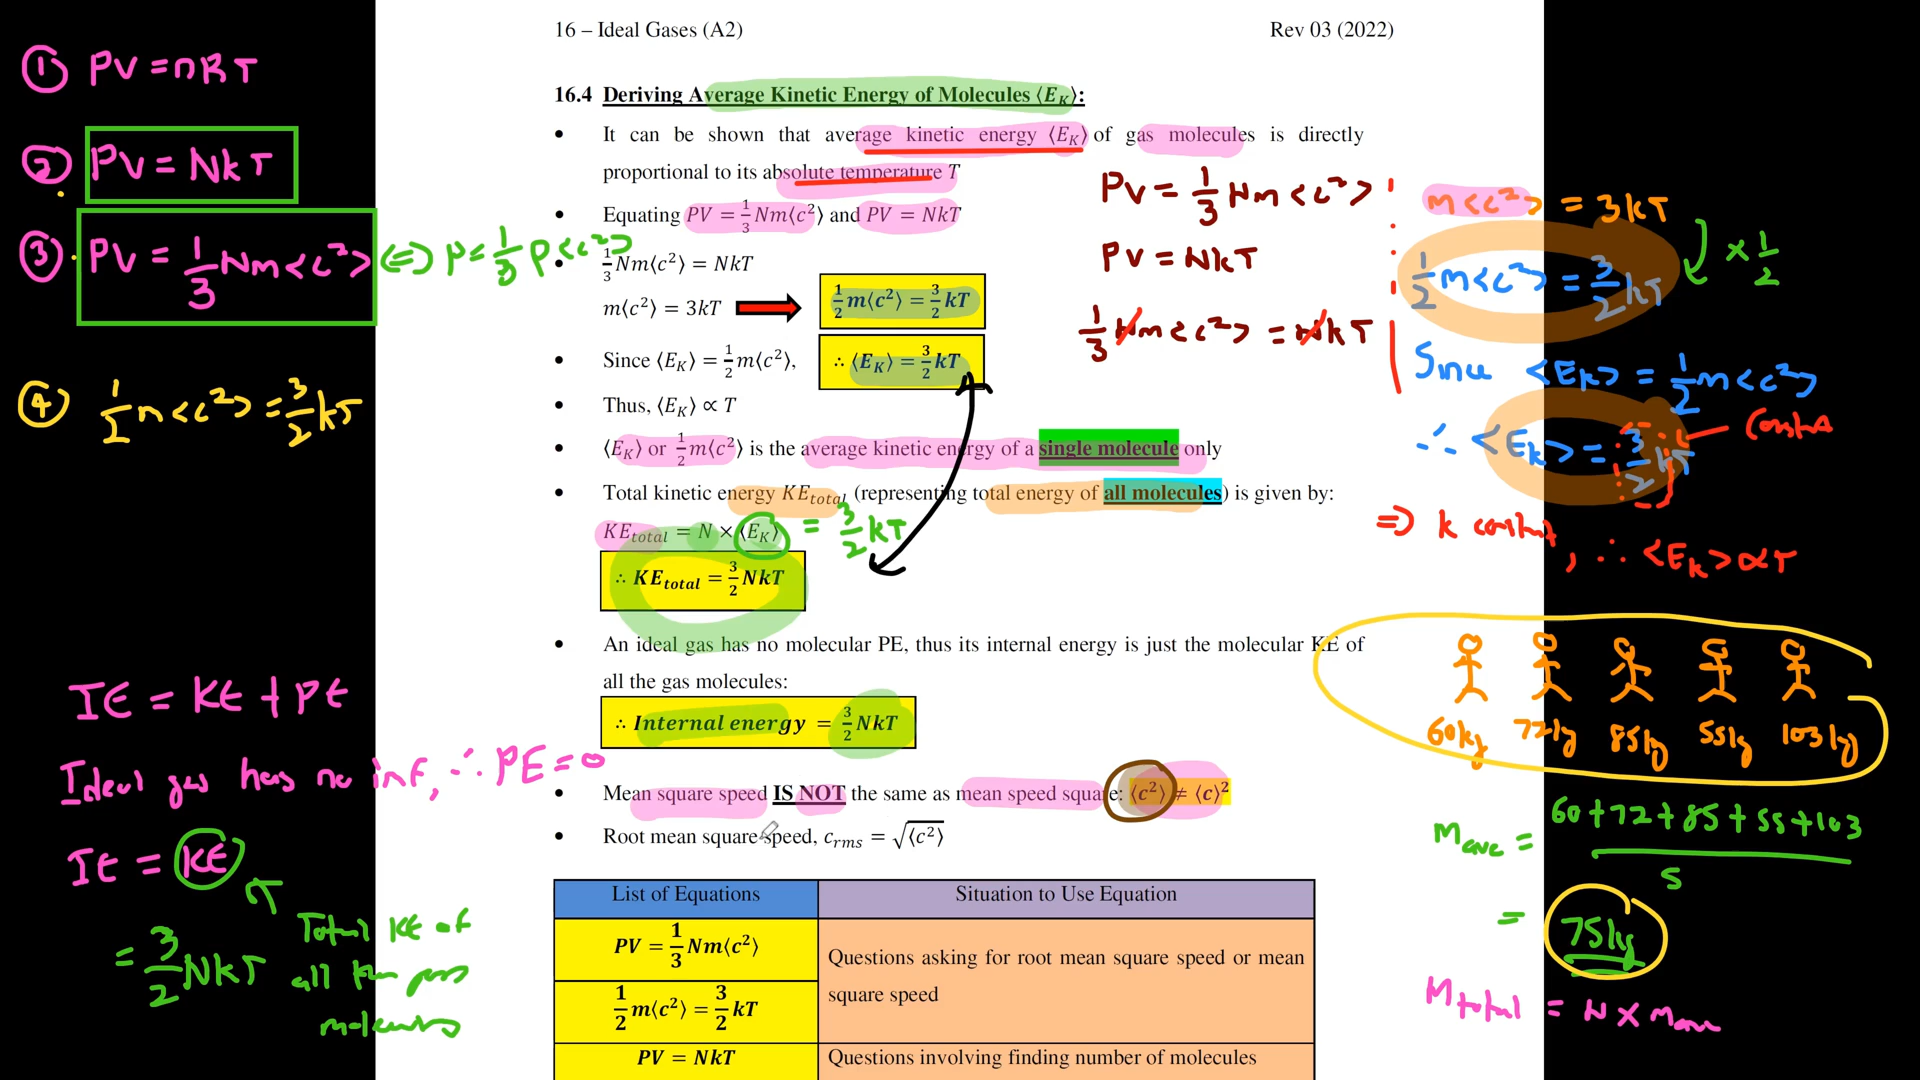 16 – Ideal Gases (A2)
Rev 03 (2022)
① PV = nRT
② PV = NkT
③ PV = 1/3 Nm<c²> ⇔ P = 1/3 ρ<c²>
④ 1/2 m<c²> = 3/2 kT
16.4 Deriving Average Kinetic Energy of Molecules ⟨E_K⟩:
• It can be shown that average kinetic energy ⟨E_K⟩ of gas molecules is directly
proportional to its absolute temperature T
• Equating PV = 1/3 Nm⟨c²⟩ and PV = NkT
• 1/3 Nm⟨c²⟩ = NkT
m⟨c²⟩ = 3kT
1/2 m⟨c²⟩ = 3/2 kT
• Since ⟨E_K⟩ = 1/2 m⟨c²⟩,
∴ ⟨E_K⟩ = 3/2 kT
• Thus, ⟨E_K⟩ ∝ T
• ⟨E_K⟩ or 1/2 m⟨c²⟩ is the average kinetic energy of a single molecule only
• Total kinetic energy KE_total (representing total energy of all molecules) is given by:
KE_total = N × ⟨E_K⟩ = 3/2 kT
∴ KE_total = 3/2 NkT
• An ideal gas has no molecular PE, thus its internal energy is just the molecular KE of
all the gas molecules:
∴ Internal energy = 3/2 NkT
• Mean square speed IS NOT the same as mean speed square: ⟨c²⟩ ≠ ⟨c⟩²
• Root mean square speed, c_rms = √⟨c²⟩
List of Equations
Situation to Use Equation
PV = 1/3 Nm⟨c²⟩
1/2 m⟨c²⟩ = 3/2 kT
Questions asking for root mean square speed or mean
square speed
PV = NkT
Questions involving finding number of molecules
PV = 1/3 Nm<c²>
PV = NkT
1/3 Nm<c²> = NkT
m<c²> = 3kT
× 1/2
1/2 m<c²> = 3/2 kT
Since <E_K> = 1/2 m<c²>
∴ <E_K> = 3/2 kT
⇒ k constant, ∴ <E_K> ∝ T
60kg 72kg 85kg 55kg 103kg
M_ave = 60+72+85+55+103
5
= 75kg
M_total = N × M_ave
IE = KE + PE
Ideal gas has no imf, ∴ PE = 0
IE = KE
= 3/2 NkT
Total KE of
all the gas
molecules